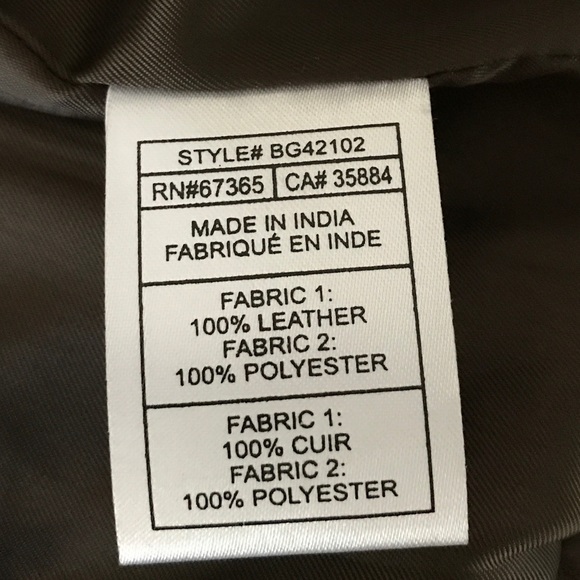 STYLE# BG42102
RN#67365 CA# 35884
MADE IN INDIA
FABRIQUÉ EN INDE
FABRIC 1:
100% LEATHER
FABRIC 2:
100% POLYESTER
FABRIC 1:
100% CUIR
FABRIC 2:
100% POLYESTER